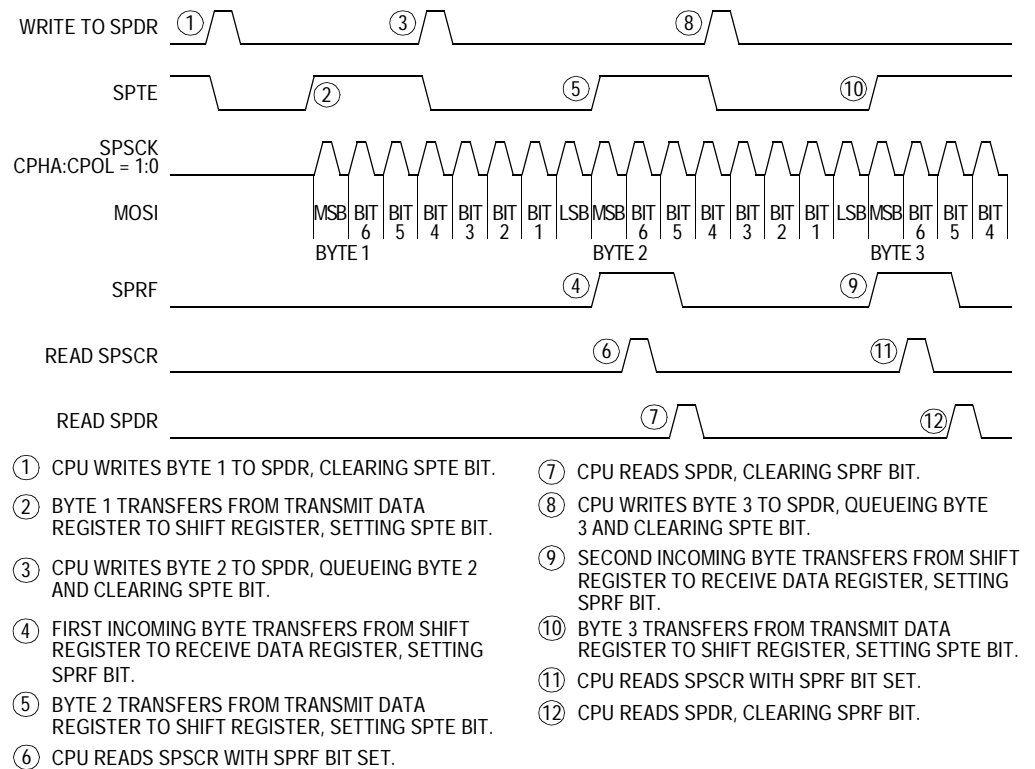 WRITE TO SPDR
1
3
8
SPTE
2
5
10
SPSCK
CPHA:CPOL = 1:0
MOSI
MSB BIT 6 BIT 5 BIT 4 BIT 3 BIT 2 BIT 1 LSB MSB BIT 6 BIT 5 BIT 4 BIT 3 BIT 2 BIT 1 LSB MSB BIT 6 BIT 5 BIT 4
BYTE 1 BYTE 2 BYTE 3
SPRF
4
9
READ SPSCR
6
11
READ SPDR
7
12
1 CPU WRITES BYTE 1 TO SPDR, CLEARING SPTE BIT.
2 BYTE 1 TRANSFERS FROM TRANSMIT DATA
REGISTER TO SHIFT REGISTER, SETTING SPTE BIT.
3 CPU WRITES BYTE 2 TO SPDR, QUEUEING BYTE 2
AND CLEARING SPTE BIT.
4 FIRST INCOMING BYTE TRANSFERS FROM SHIFT
REGISTER TO RECEIVE DATA REGISTER, SETTING
SPRF BIT.
5 BYTE 2 TRANSFERS FROM TRANSMIT DATA
REGISTER TO SHIFT REGISTER, SETTING SPTE BIT.
6 CPU READS SPSCR WITH SPRF BIT SET.
7 CPU READS SPDR, CLEARING SPRF BIT.
8 CPU WRITES BYTE 3 TO SPDR, QUEUEING BYTE
3 AND CLEARING SPTE BIT.
9 SECOND INCOMING BYTE TRANSFERS FROM SHIFT
REGISTER TO RECEIVE DATA REGISTER, SETTING
SPRF BIT.
10 BYTE 3 TRANSFERS FROM TRANSMIT DATA
REGISTER TO SHIFT REGISTER, SETTING SPTE BIT.
11 CPU READS SPSCR WITH SPRF BIT SET.
12 CPU READS SPDR, CLEARING SPRF BIT.